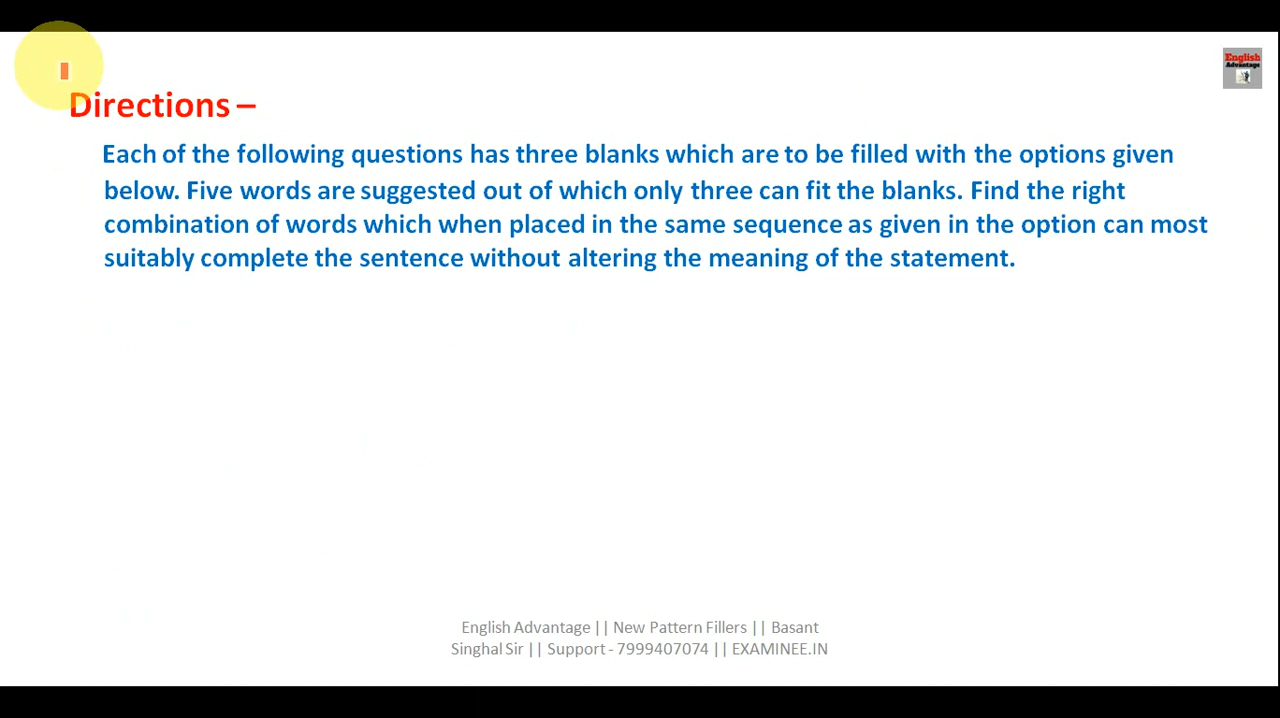 English
Advantage
Directions –
Each of the following questions has three blanks which are to be filled with the options given
below. Five words are suggested out of which only three can fit the blanks. Find the right
combination of words which when placed in the same sequence as given in the option can most
suitably complete the sentence without altering the meaning of the statement.
English Advantage || New Pattern Fillers || Basant
Singhal Sir || Support - 7999407074 || EXAMINEE.IN